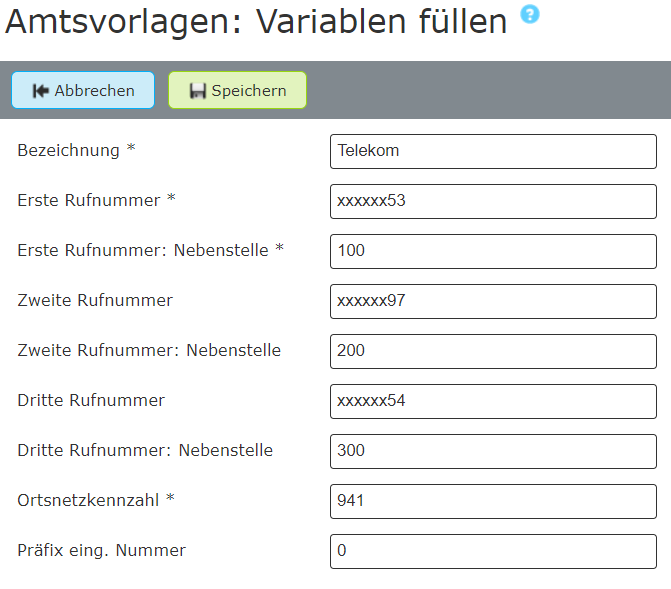 Amtsvorlagen: Variablen füllen ?
Abbrechen Speichern
Bezeichnung * Telekom
Erste Rufnummer * xxxxxx53
Erste Rufnummer: Nebenstelle * 100
Zweite Rufnummer xxxxxx97
Zweite Rufnummer: Nebenstelle 200
Dritte Rufnummer xxxxxx54
Dritte Rufnummer: Nebenstelle 300
Ortsnetzkennzahl * 941
Präfix eing. Nummer 0